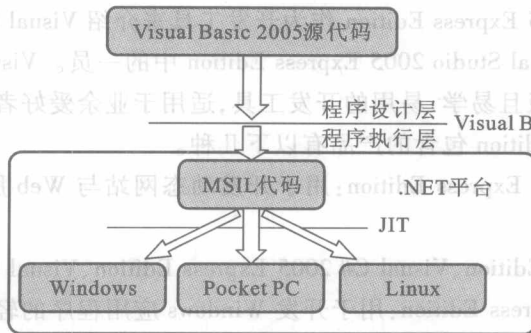 Visual Basic 2005源代码
程序设计层
程序执行层
Visual B
MSIL代码
.NET平台
JIT
Windows
Pocket PC
Linux